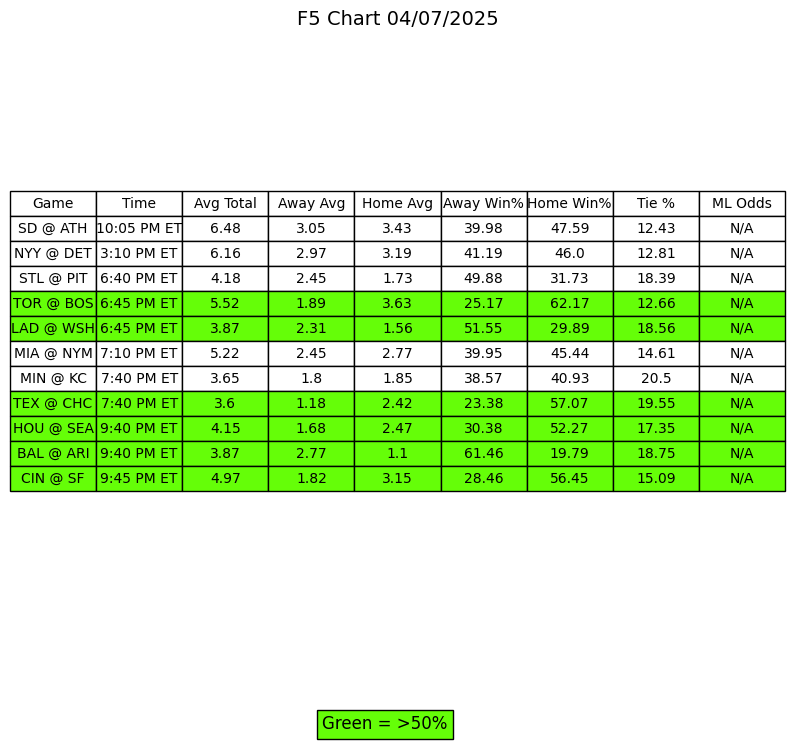 F5 Chart 04/07/2025
Game Time Avg Total Away Avg Home Avg Away Win% Home Win% Tie % ML Odds
SD @ ATH 10:05 PM ET 6.48 3.05 3.43 39.98 47.59 12.43 N/A
NYY @ DET 3:10 PM ET 6.16 2.97 3.19 41.19 46.0 12.81 N/A
STL @ PIT 6:40 PM ET 4.18 2.45 1.73 49.88 31.73 18.39 N/A
TOR @ BOS 6:45 PM ET 5.52 1.89 3.63 25.17 62.17 12.66 N/A
LAD @ WSH 6:45 PM ET 3.87 2.31 1.56 51.55 29.89 18.56 N/A
MIA @ NYM 7:10 PM ET 5.22 2.45 2.77 39.95 45.44 14.61 N/A
MIN @ KC 7:40 PM ET 3.65 1.8 1.85 38.57 40.93 20.5 N/A
TEX @ CHC 7:40 PM ET 3.6 1.18 2.42 23.38 57.07 19.55 N/A
HOU @ SEA 9:40 PM ET 4.15 1.68 2.47 30.38 52.27 17.35 N/A
BAL @ ARI 9:40 PM ET 3.87 2.77 1.1 61.46 19.79 18.75 N/A
CIN @ SF 9:45 PM ET 4.97 1.82 3.15 28.46 56.45 15.09 N/A
Green = >50%